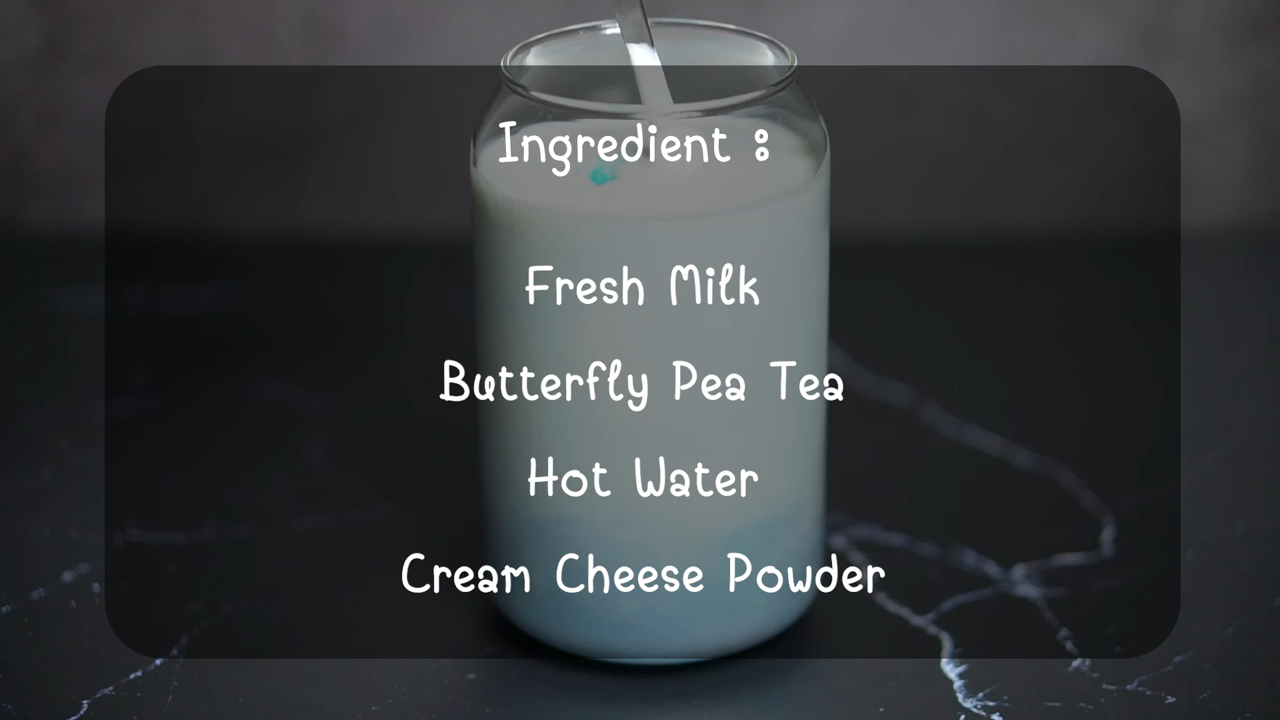 Ingredient :
Fresh Milk
Butterfly Pea Tea
Hot Water
Cream Cheese Powder